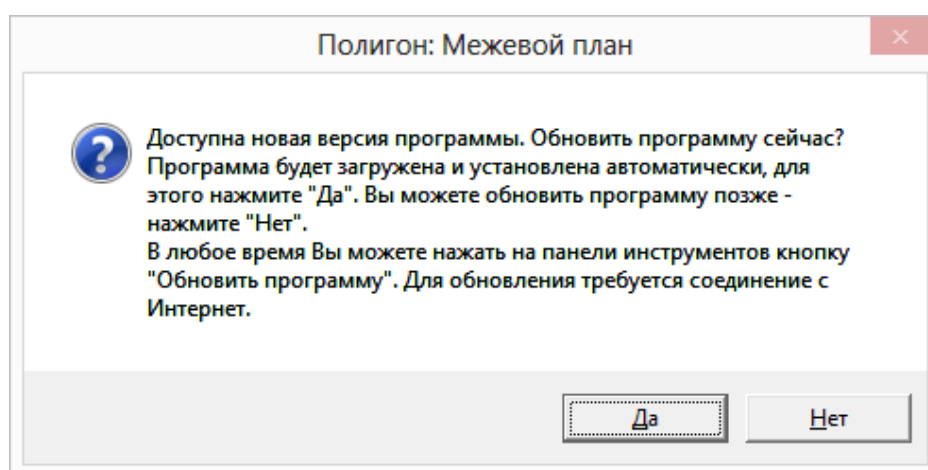 Полигон: Межевой план
Доступна новая версия программы. Обновить программу сейчас?
Программа будет загружена и установлена автоматически, для
этого нажмите "Да". Вы можете обновить программу позже -
нажмите "Нет".
В любое время Вы можете нажать на панели инструментов кнопку
"Обновить программу". Для обновления требуется соединение с
Интернет.
Да
Нет